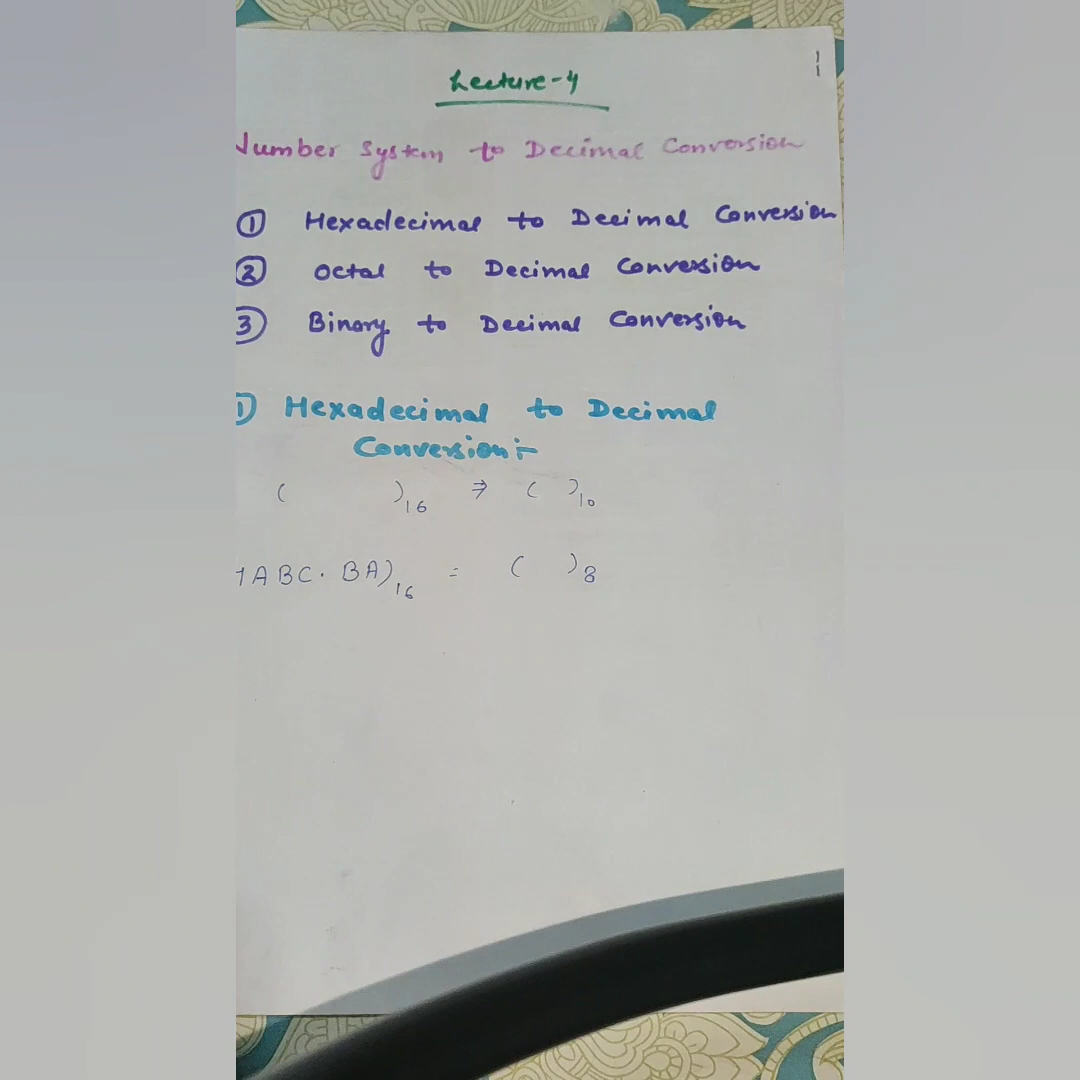 Lecture-4
Number System to Decimal Conversion
① Hexadecimal to Decimal Conversion
② Octal to Decimal Conversion
③ Binary to Decimal Conversion
① Hexadecimal to Decimal
Conversion:-
( )₁₆ ⇒ ( )₁₀
ABC. BA)₁₆ = ( )₈